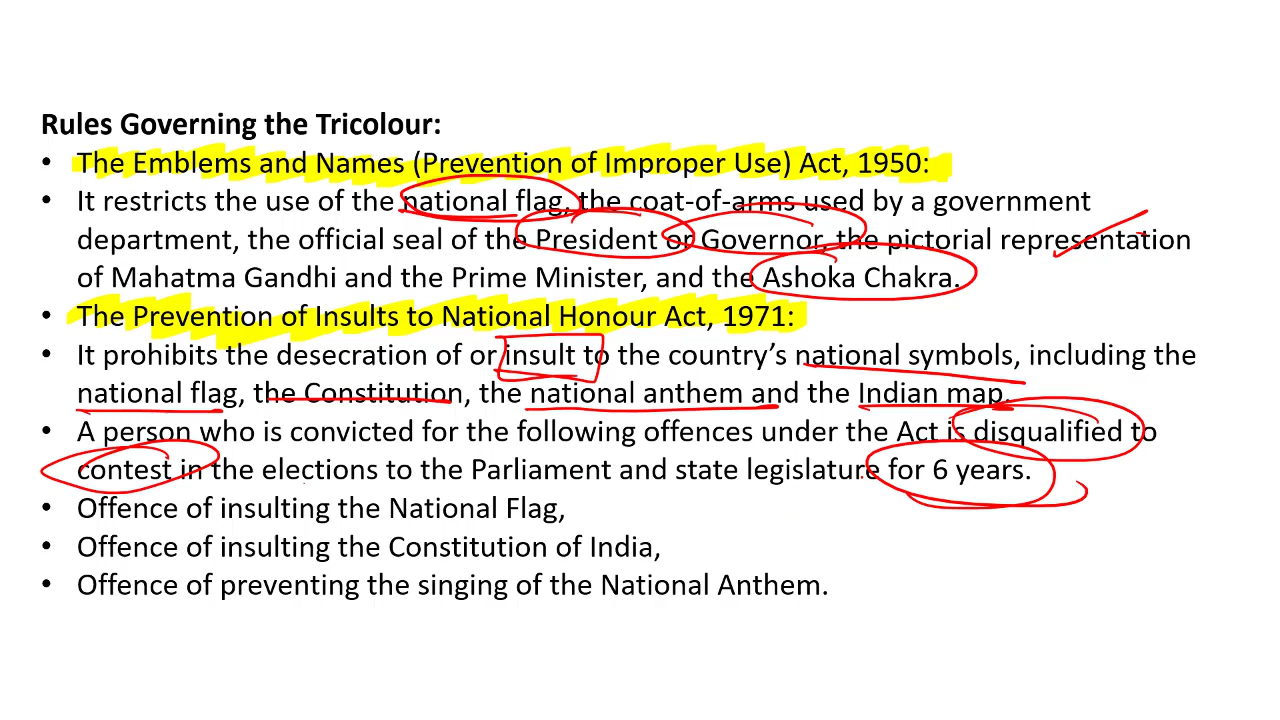 Rules Governing the Tricolour:
• The Emblems and Names (Prevention of Improper Use) Act, 1950:
• It restricts the use of the national flag, the coat-of-arms used by a government
department, the official seal of the President or Governor, the pictorial representation
of Mahatma Gandhi and the Prime Minister, and the Ashoka Chakra.
• The Prevention of Insults to National Honour Act, 1971:
• It prohibits the desecration of or insult to the country’s national symbols, including the
national flag, the Constitution, the national anthem and the Indian map.
• A person who is convicted for the following offences under the Act is disqualified to
contest in the elections to the Parliament and state legislature for 6 years.
• Offence of insulting the National Flag,
• Offence of insulting the Constitution of India,
• Offence of preventing the singing of the National Anthem.